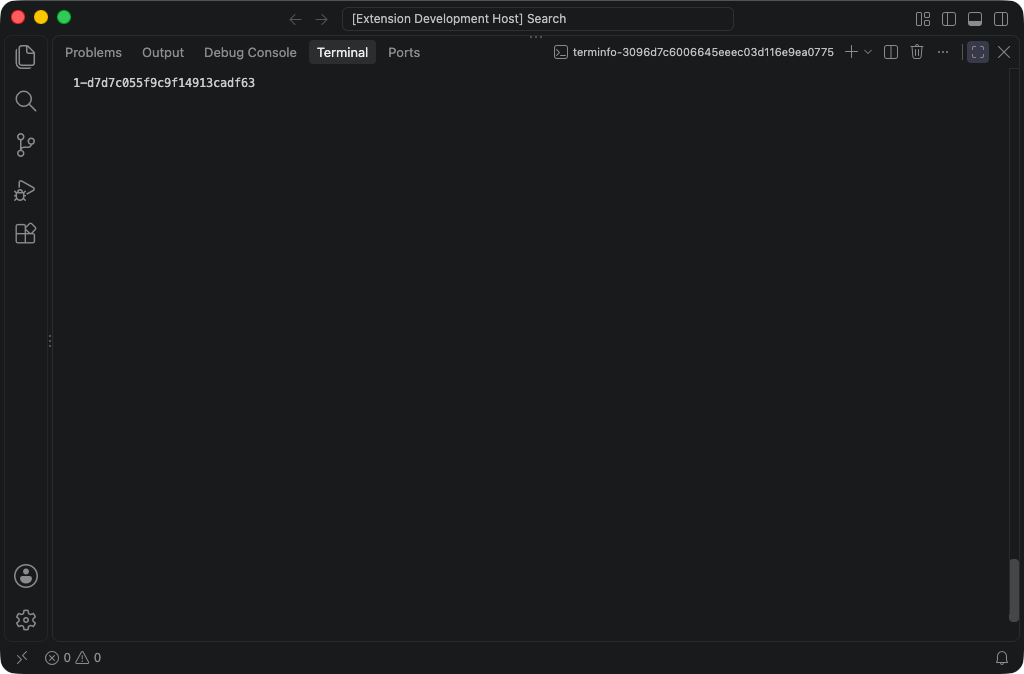 [Extension Development Host] Search
Problems Output Debug Console Terminal Ports
terminfo-3096d7c6006645eeec03d116e9ea0775
1-d7d7c055f9c9f14913cadf63
0 0